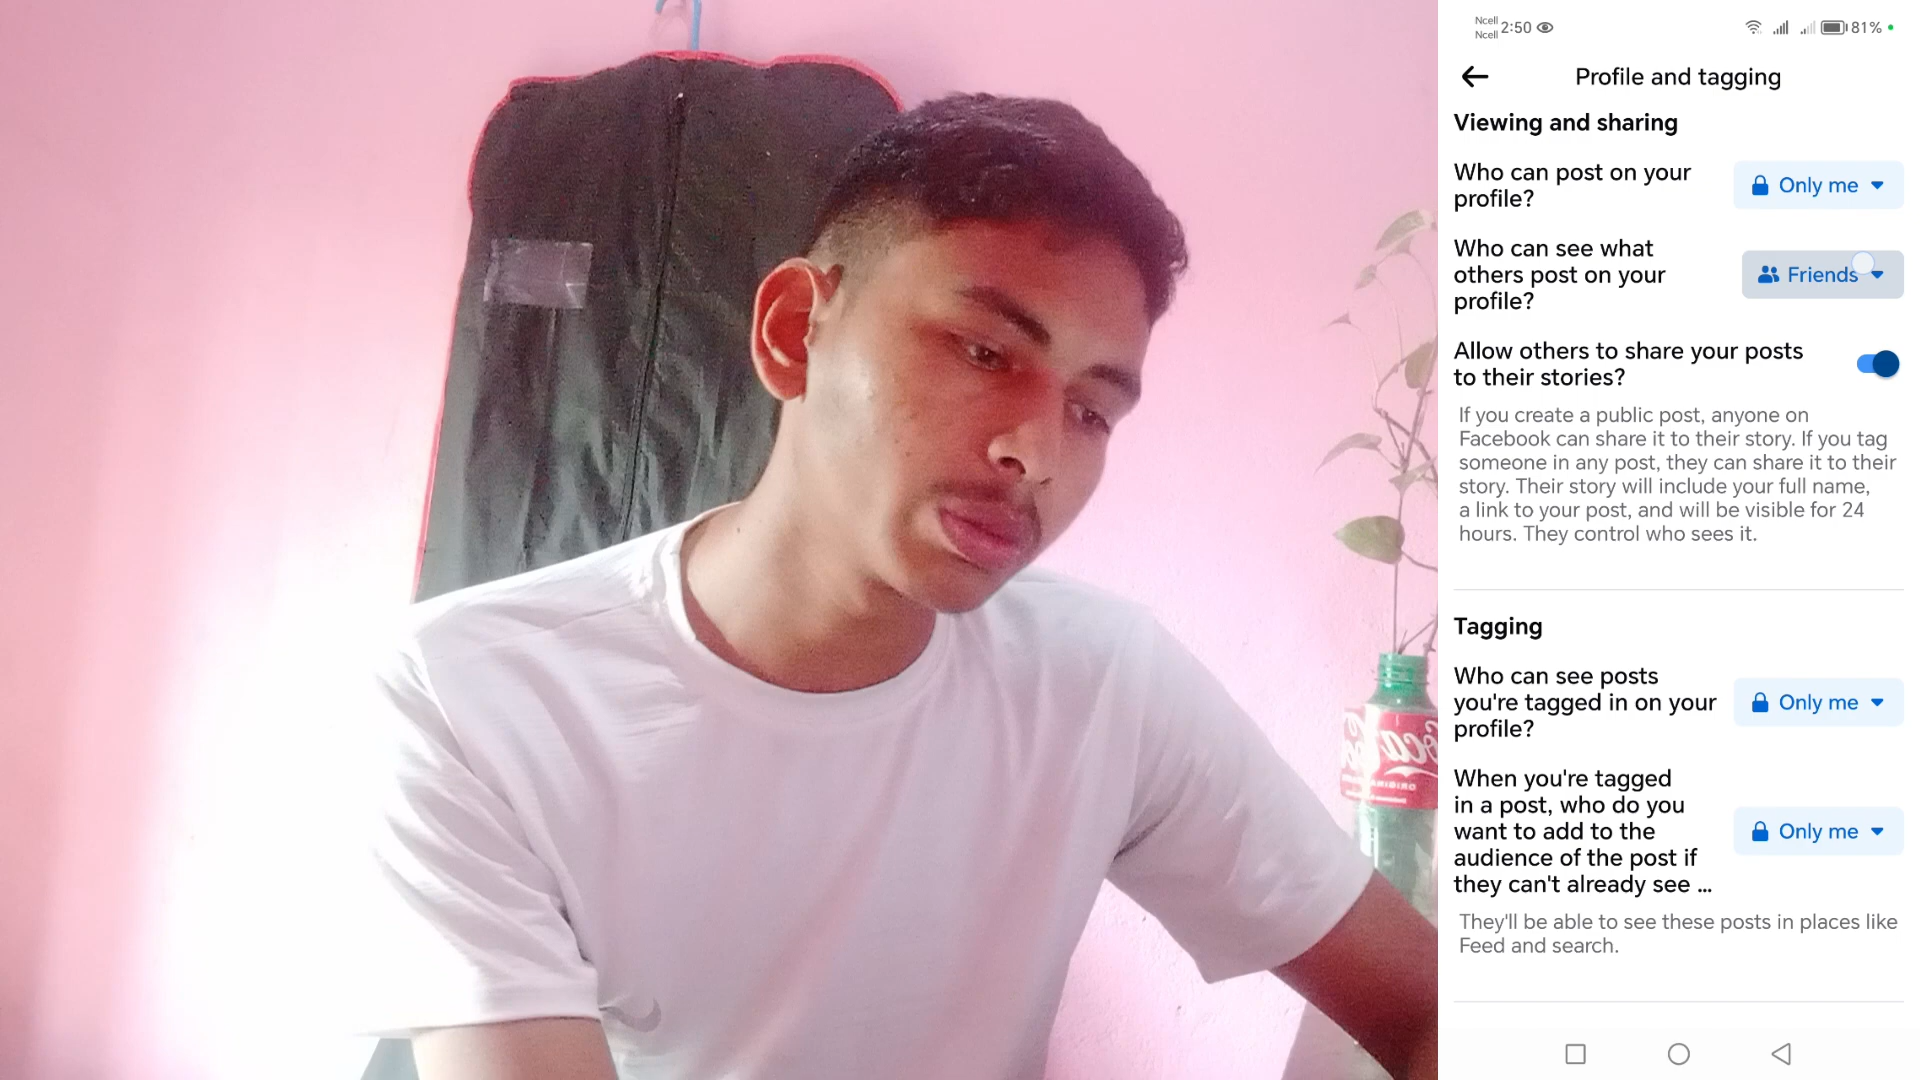 Ncell
Ncell
2:50
81%
Profile and tagging
Viewing and sharing
Who can post on your
profile?
Only me
Who can see what
others post on your
profile?
Friends
Allow others to share your posts
to their stories?
If you create a public post, anyone on
Facebook can share it to their story. If you tag
someone in any post, they can share it to their
story. Their story will include your full name,
a link to your post, and will be visible for 24
hours. They control who sees it.
Tagging
Who can see posts
you're tagged in on your
profile?
Only me
When you're tagged
in a post, who do you
want to add to the
audience of the post if
they can't already see ...
Only me
They'll be able to see these posts in places like
Feed and search.
Coca
ORIGINAL